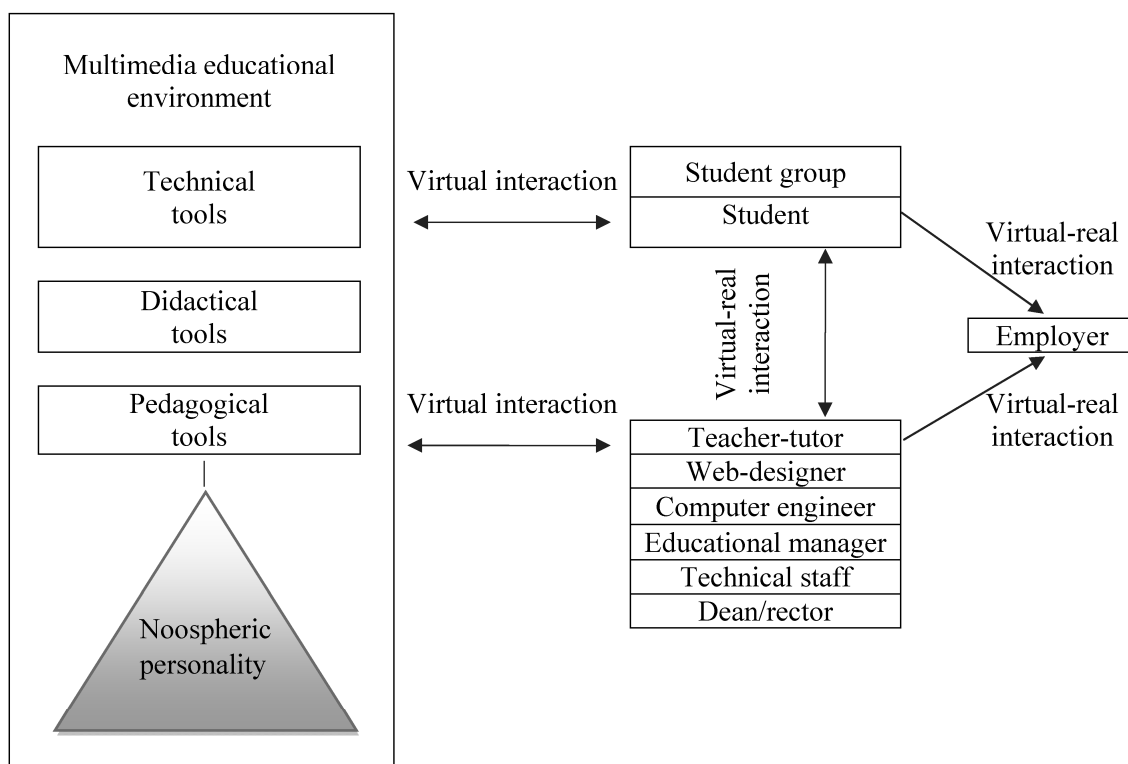 Multimedia educational
environment
Technical
tools
Didactical
tools
Pedagogical
tools
Noospheric
personality
Virtual interaction
Virtual interaction
Student group
Student
Virtual-real
interaction
Teacher-tutor
Web-designer
Computer engineer
Educational manager
Technical staff
Dean/rector
Virtual-real
interaction
Employer
Virtual-real
interaction